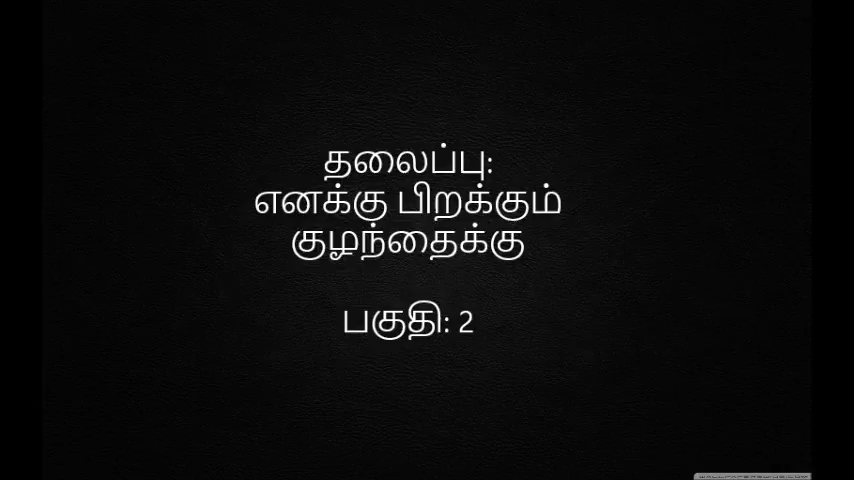 தலைப்பு:
எனக்கு பிறக்கும்
குழந்தைக்கு
பகுதி: 2